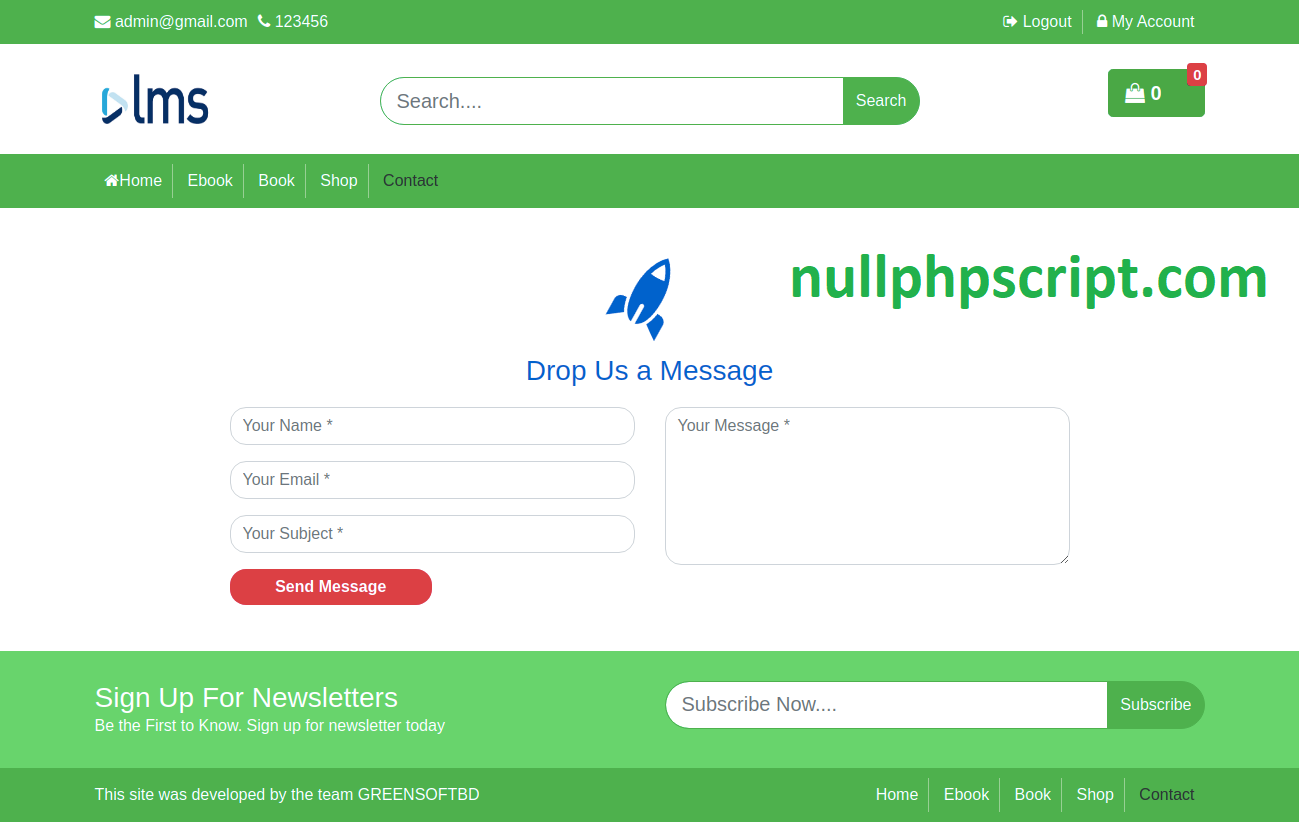 admin@gmail.com 123456 Logout My Account
lms Search.... Search 0
0
Home Ebook Book Shop Contact
nullphpscript.com
Drop Us a Message
Your Name * Your Message *
Your Email *
Your Subject *
Send Message
Sign Up For Newsletters
Be the First to Know. Sign up for newsletter today
Subscribe Now.... Subscribe
This site was developed by the team GREENSOFTBD Home Ebook Book Shop Contact